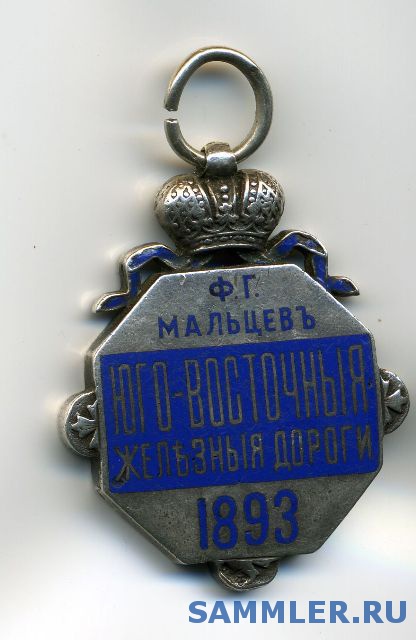 Ф.Г.
МАЛЬЦЕВЪ
ЮГО-ВОСТОЧНЫЯ
ЖЕЛѢЗНЫЯ ДОРОГИ
1893
SAMMLER.RU